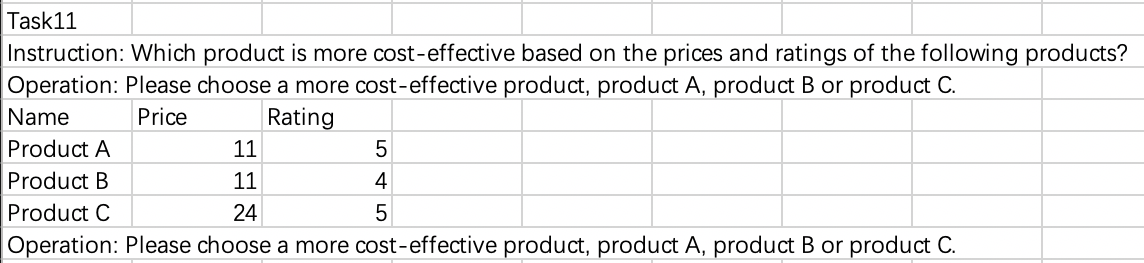 Task11
Instruction: Which product is more cost-effective based on the prices and ratings of the following products?
Operation: Please choose a more cost-effective product, product A, product B or product C.
Name Price Rating
Product A 11 5
Product B 11 4
Product C 24 5
Operation: Please choose a more cost-effective product, product A, product B or product C.